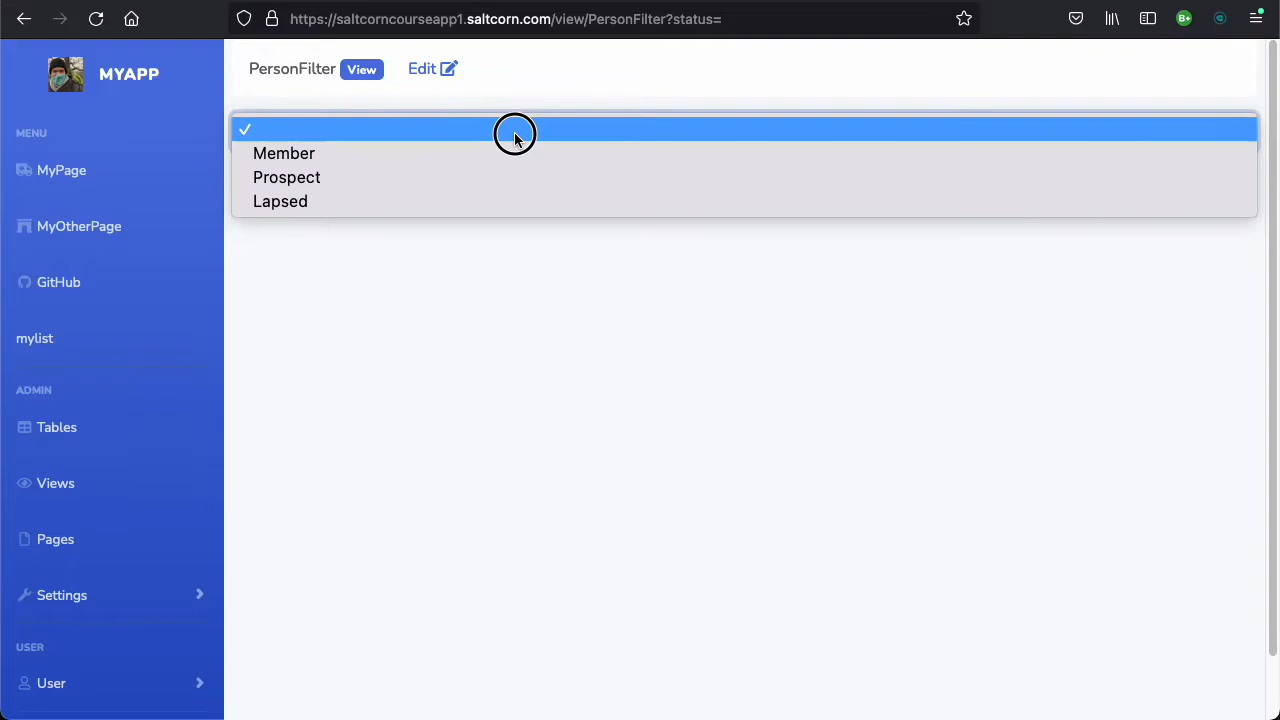 https://saltcorncourseapp1.saltcorn.com/view/PersonFilter?status=
B+
MYAPP
PersonFilter View Edit
MENU
MyPage
MyOtherPage
GitHub
mylist
ADMIN
Tables
Views
Pages
Settings
USER
User
Member
Prospect
Lapsed